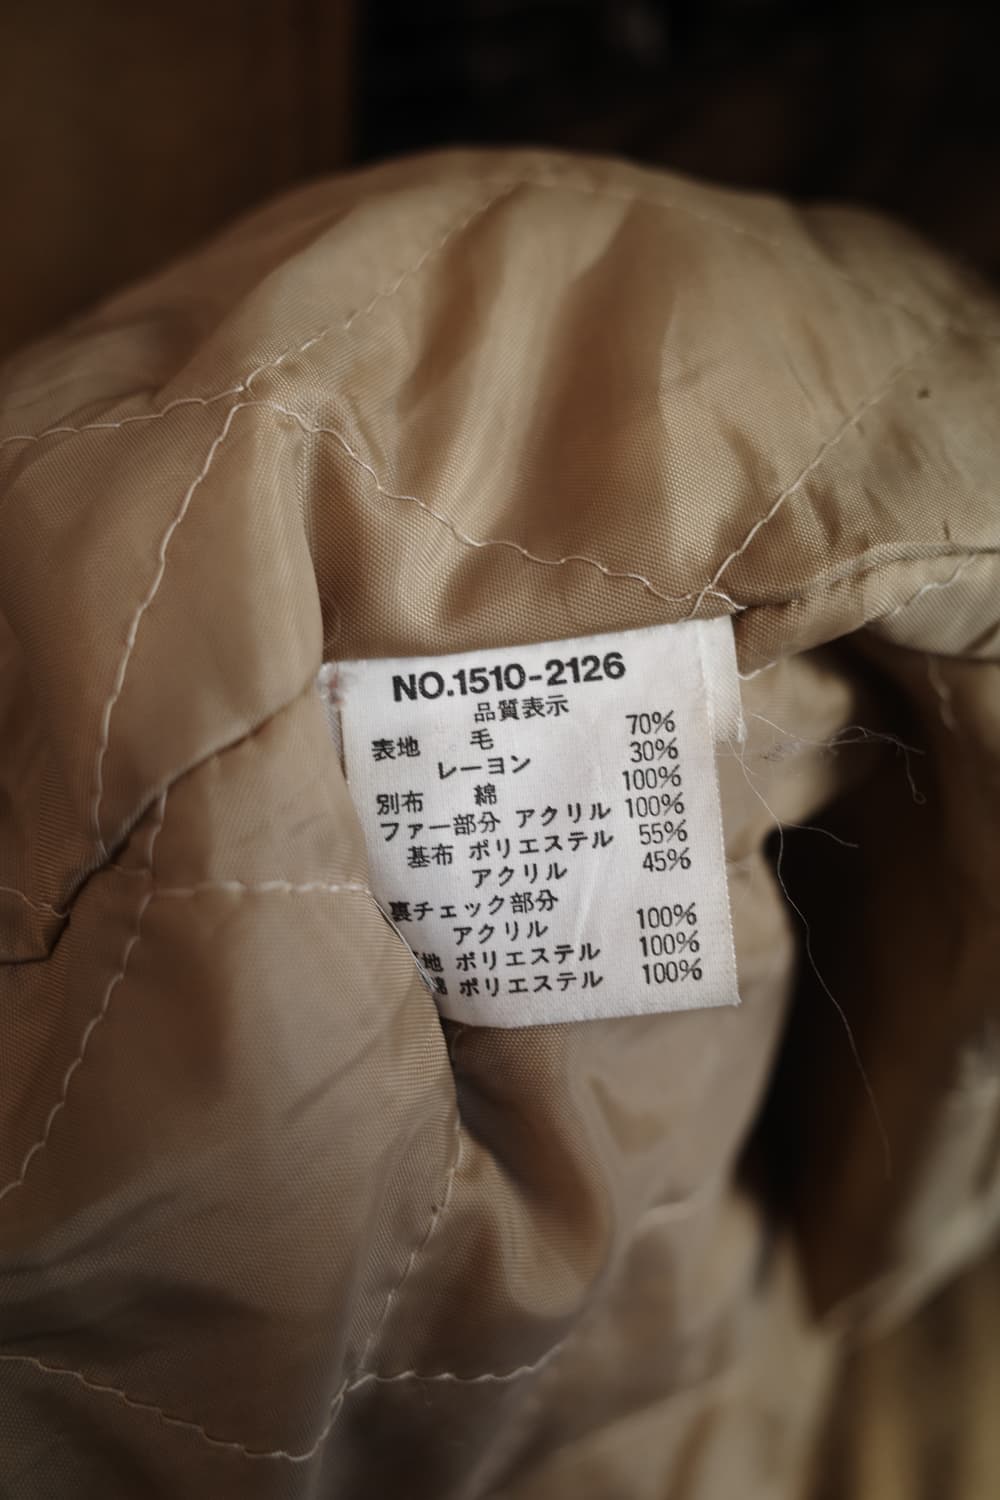 NO.1510-2126
品質表示
表地 毛 70%
レーヨン 30%
別布 綿 100%
ファー部分 アクリル 100%
基布 ポリエステル 55%
アクリル 45%
裏チェック部分
アクリル 100%
地 ポリエステル 100%
綿 ポリエステル 100%